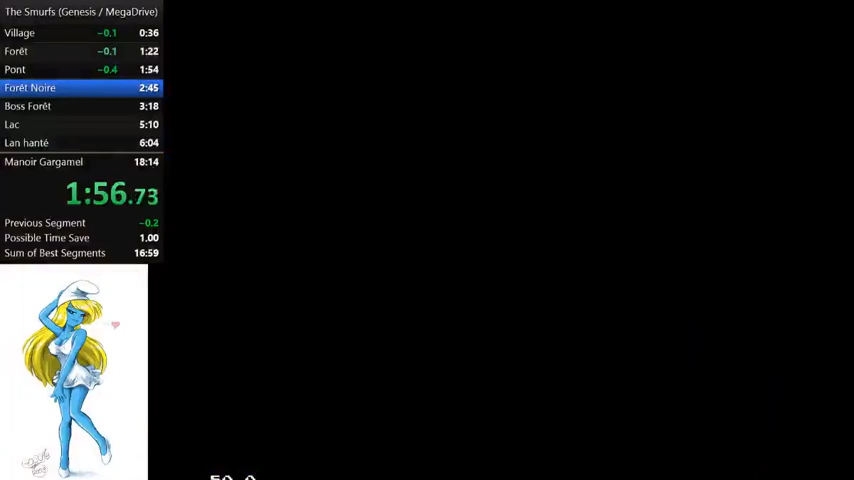 The Smurfs (Genesis / MegaDrive)
Village −0.1 0:36
Forêt −0.1 1:22
Pont −0.4 1:54
Forêt Noire 2:45
Boss Forêt 3:18
Lac 5:10
Lan hanté 6:04
Manoir Gargamel 18:14
1:56.73
Previous Segment −0.2
Possible Time Save 1.00
Sum of Best Segments 16:59